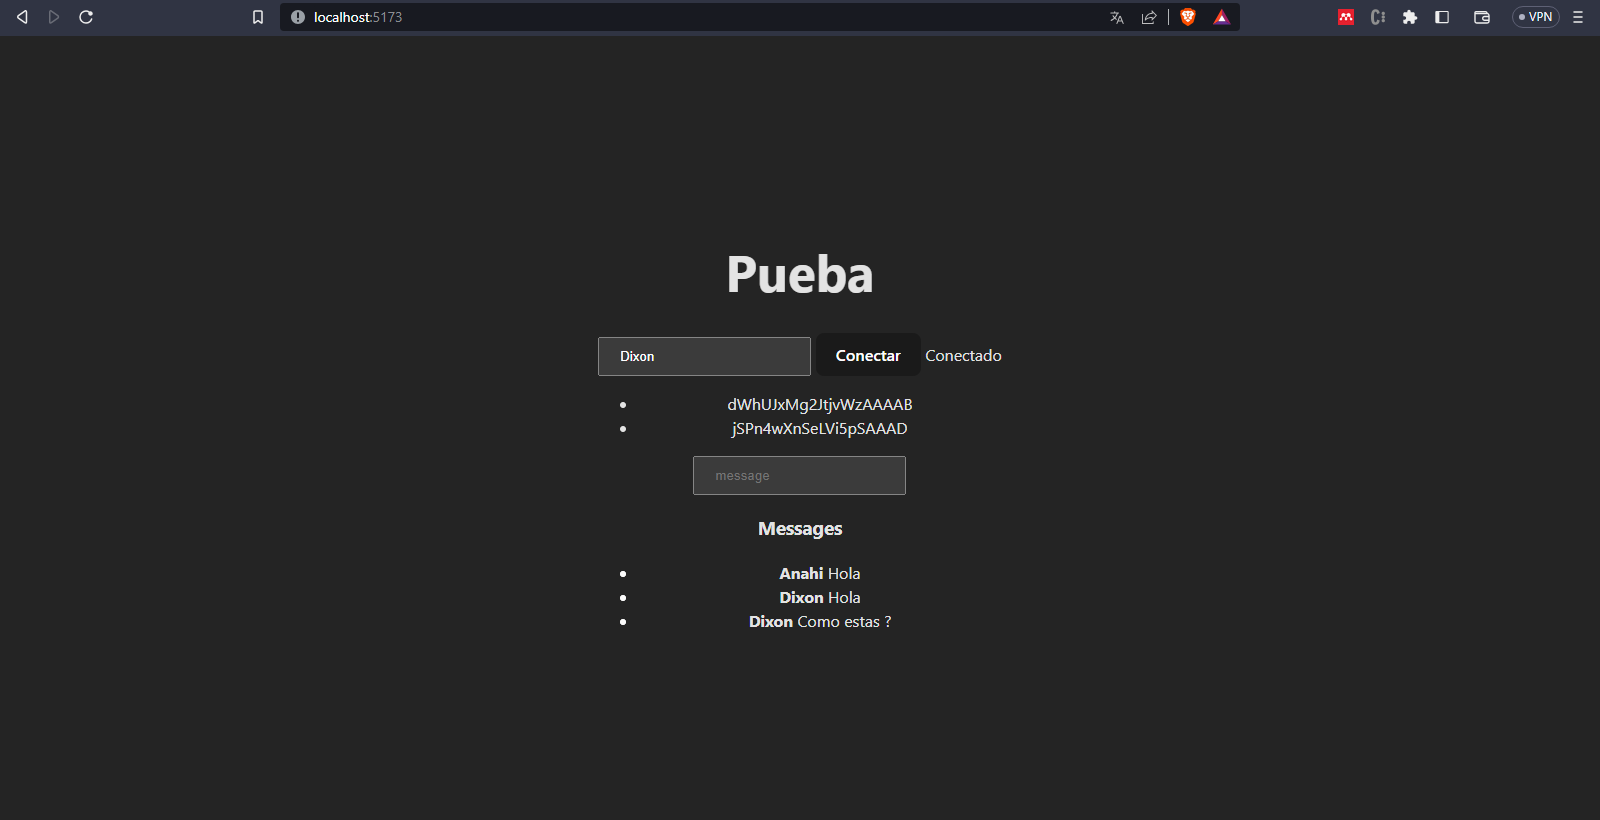 localhost:5173
VPN
Pueba
Dixon Conectar Conectado
dWhUJxMg2JtjvWzAAAAB
jSPn4wXnSeLVi5pSAAAD
message
Messages
Anahi Hola
Dixon Hola
Dixon Como estas ?